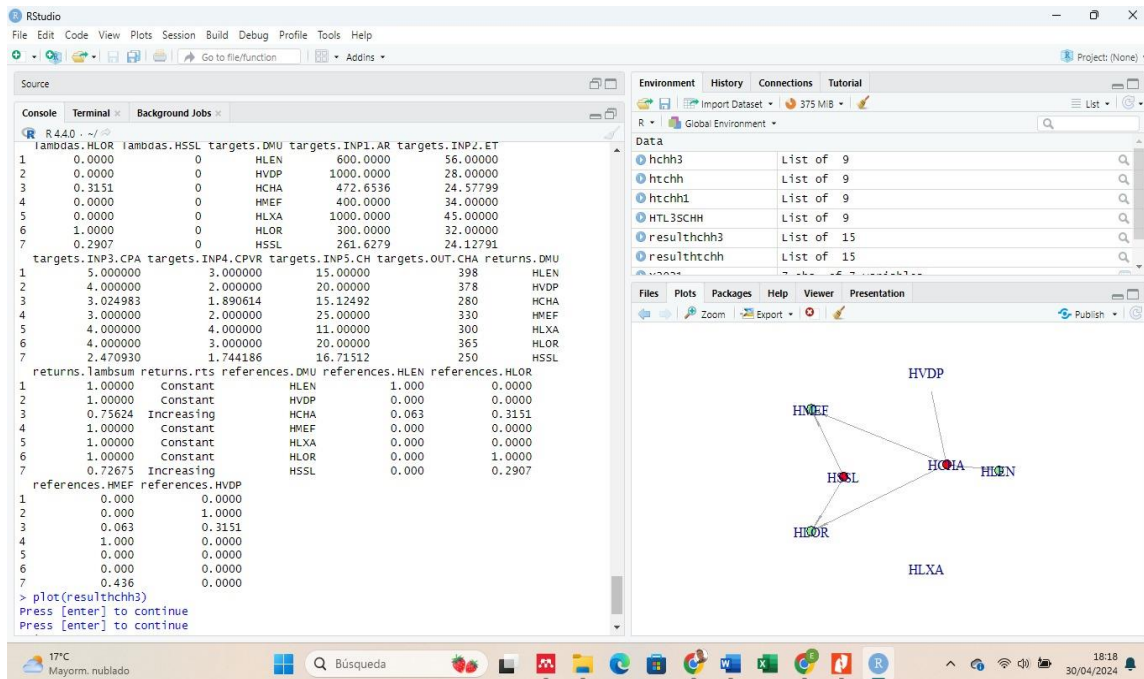 RStudio
File Edit Code View Plots Session Build Debug Profile Tools Help
Go to file/function Addins Project: (None)
Source
Console Terminal Background Jobs
R 4.4.0 · ~/
lambdas.HLOR lambdas.HSSL targets.DMU targets.INP1.AR targets.INP2.ET
1 0.0000 0 HLEN 600.0000 56.00000
2 0.0000 0 HVDP 1000.0000 28.00000
3 0.3151 0 HCHA 472.6536 24.57799
4 0.0000 0 HMEF 400.0000 34.00000
5 0.0000 0 HLXA 1000.0000 45.00000
6 1.0000 0 HLOR 300.0000 32.00000
7 0.2907 0 HSSL 261.6279 24.12791
targets.INP3.CPA targets.INP4.CPVR targets.INP5.CH targets.OUT.CHA returns.DMU
1 5.000000 3.000000 15.00000 398 HLEN
2 4.000000 2.000000 20.00000 378 HVDP
3 3.024983 1.890614 15.12492 280 HCHA
4 3.000000 2.000000 25.00000 330 HMEF
5 4.000000 4.000000 11.00000 300 HLXA
6 4.000000 3.000000 20.00000 365 HLOR
7 2.470930 1.744186 16.71512 250 HSSL
returns.lambsum returns.rts references.DMU references.HLEN references.HLOR
1 1.00000 Constant HLEN 1.000 0.0000
2 1.00000 Constant HVDP 0.000 0.0000
3 0.75624 Increasing HCHA 0.063 0.3151
4 1.00000 Constant HMEF 0.000 0.0000
5 1.00000 Constant HLXA 0.000 0.0000
6 1.00000 Constant HLOR 0.000 1.0000
7 0.72675 Increasing HSSL 0.000 0.2907
references.HMEF references.HVDP
1 0.000 0.0000
2 0.000 1.0000
3 0.063 0.3151
4 1.000 0.0000
5 0.000 0.0000
6 0.000 0.0000
7 0.436 0.0000
> plot(resulthchh3)
Press [enter] to continue
Press [enter] to continue
Environment History Connections Tutorial
Import Dataset 375 MiB List
R Global Environment
Data
hchh3 List of 9
htchh List of 9
htchh1 List of 9
HTL3SCHH List of 9
resulthchh3 List of 15
resulthtchh List of 15
Files Plots Packages Help Viewer Presentation
Zoom Export Publish
HVDP
HMEF
HCHA
HLEN
HSSL
HLOR
HLXA
17°C
Mayorm. nublado
Búsqueda
18:18
30/04/2024